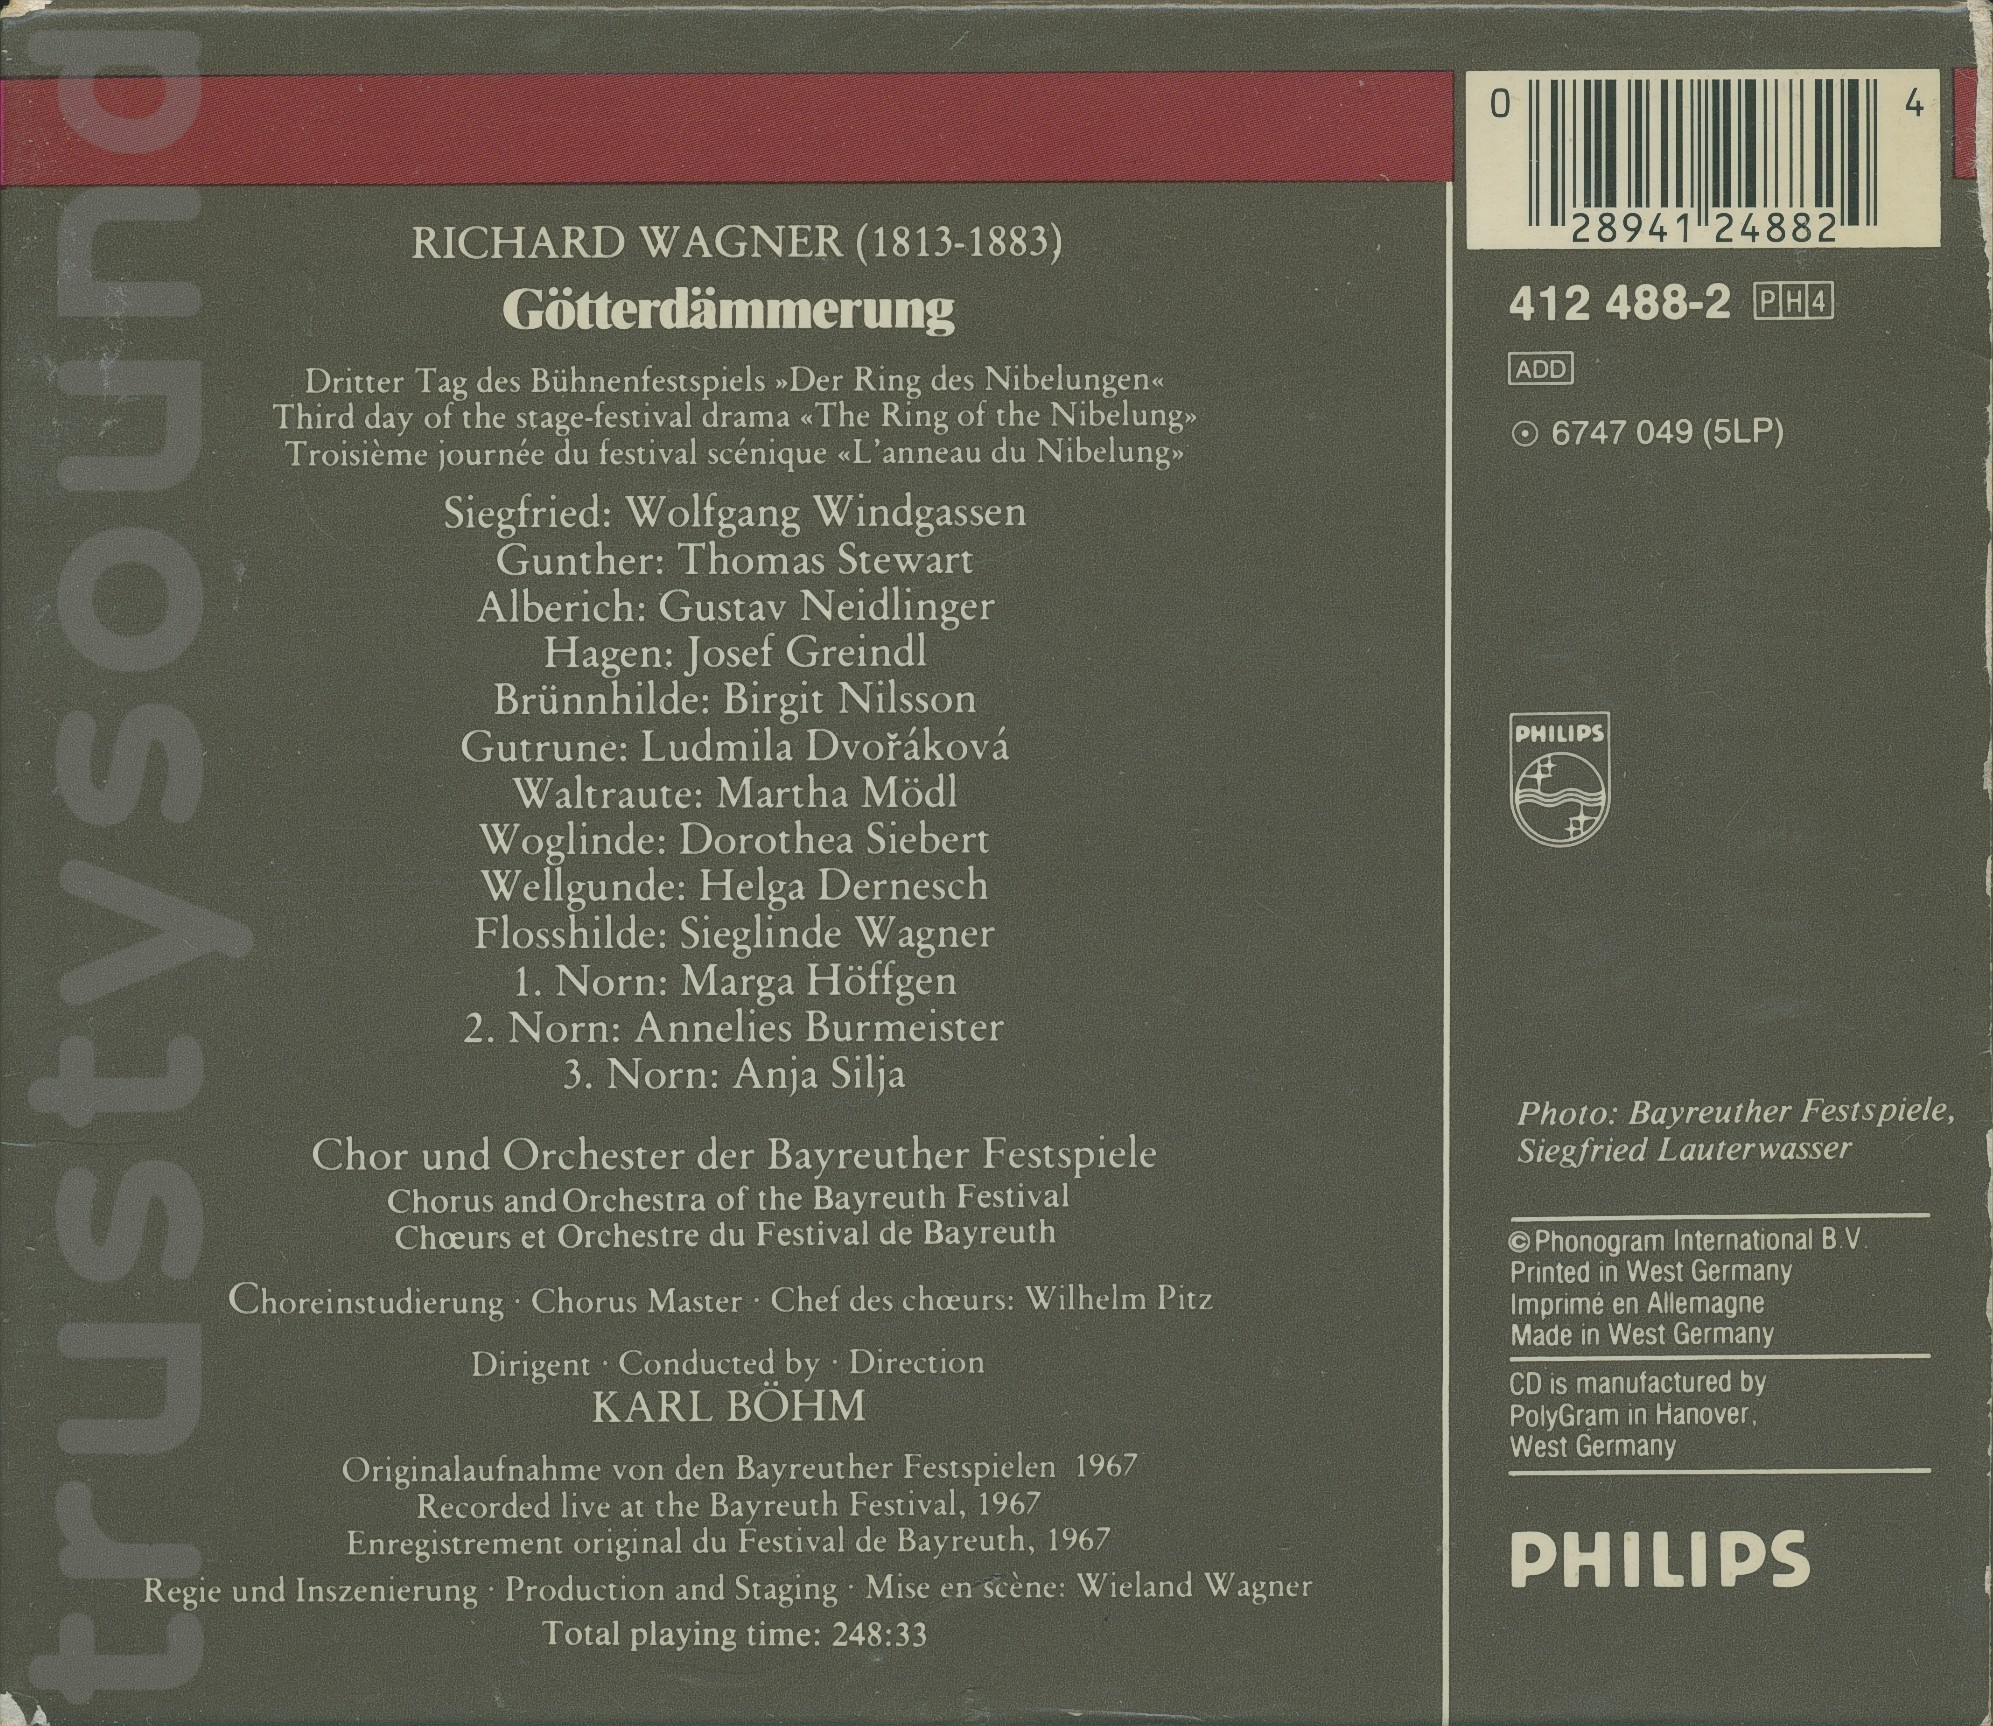 trustysound
RICHARD WAGNER (1813-1883)
Götterdämmerung
Dritter Tag des Bühnenfestspiels »Der Ring des Nibelungen«
Third day of the stage-festival drama «The Ring of the Nibelung»
Troisième journée du festival scénique «L'anneau du Nibelung»
Siegfried: Wolfgang Windgassen
Gunther: Thomas Stewart
Alberich: Gustav Neidlinger
Hagen: Josef Greindl
Brünnhilde: Birgit Nilsson
Gutrune: Ludmila Dvořáková
Waltraute: Martha Mödl
Woglinde: Dorothea Siebert
Wellgunde: Helga Dernesch
Flosshilde: Sieglinde Wagner
1. Norn: Marga Höffgen
2. Norn: Annelies Burmeister
3. Norn: Anja Silja
Chor und Orchester der Bayreuther Festspiele
Chorus and Orchestra of the Bayreuth Festival
Chœurs et Orchestre du Festival de Bayreuth
Choreinstudierung · Chorus Master · Chef des chœurs: Wilhelm Pitz
Dirigent · Conducted by · Direction
KARL BÖHM
Originalaufnahme von den Bayreuther Festspielen 1967
Recorded live at the Bayreuth Festival, 1967
Enregistrement original du Festival de Bayreuth, 1967
Regie und Inszenierung · Production and Staging · Mise en scène: Wieland Wagner
Total playing time: 248:33
0 28941 24882 4
412 488-2 PH4
ADD
6747 049 (5LP)
PHILIPS
Photo: Bayreuther Festspiele,
Siegfried Lauterwasser
© Phonogram International B.V.
Printed in West Germany
Imprimé en Allemagne
Made in West Germany
CD is manufactured by
PolyGram in Hanover,
West Germany
PHILIPS